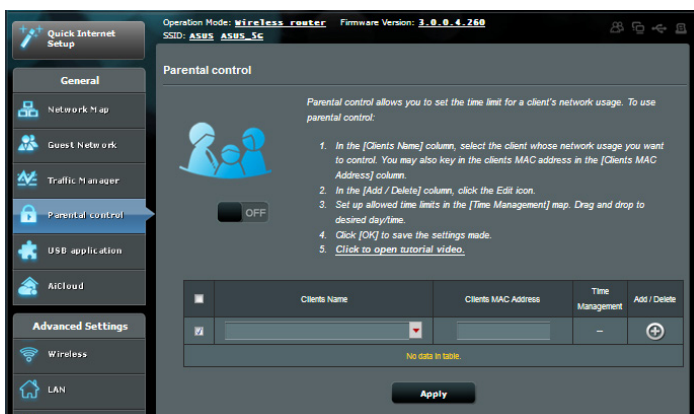 Quick Internet
Setup
Operation Mode: Wireless router Firmware Version: 3.0.0.4.260
SSID: ASUS ASUS_5G
General
Network Map
Guest Network
Traffic Manager
Parental control
USB application
AiCloud
Advanced Settings
Wireless
LAN
Parental control
Parental control allows you to set the time limit for a client's network usage. To use
parental control:
1. In the [Clients Name] column, select the client whose network usage you want
to control. You may also key in the clients MAC address in the [Clients MAC
Address] column.
2. In the [Add / Delete] column, click the Edit icon.
3. Set up allowed time limits in the [Time Management] map. Drag and drop to
desired day/time.
4. Click [OK] to save the settings made.
5. Click to open tutorial video.
OFF
Clients Name Clients MAC Address Time Management Add / Delete
–
No data in table.
Apply